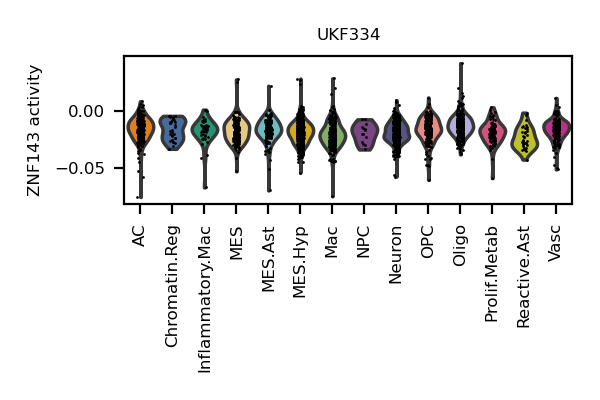 UKF334
ZNF143 activity
0.00
−0.05
AC
Chromatin.Reg
Inflammatory.Mac
MES
MES.Ast
MES.Hyp
Mac
NPC
Neuron
OPC
Oligo
Prolif.Metab
Reactive.Ast
Vasc